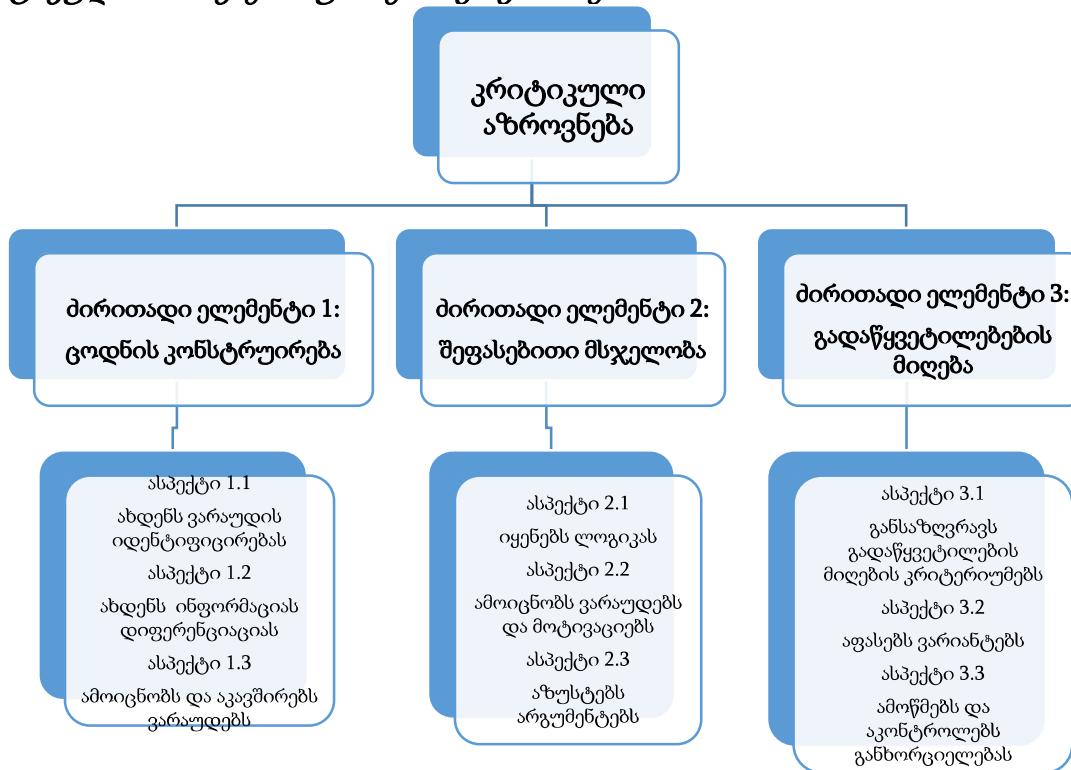 კრიტიკული
აზროვნება
ძირითადი ელემენტი 1:
ცოდნის კონსტრუირება
ძირითადი ელემენტი 2:
შეფასებითი მსჯელობა
ძირითადი ელემენტი 3:
გადაწყვეტილებების
მიღება
ასპექტი 1.1
ახდენს ვარაუდის
იდენტიფიცირებას
ასპექტი 1.2
ახდენს ინფორმაციას
დიფერენციაციას
ასპექტი 1.3
ამოიცნობს და აკავშირებს
ვარაუდებს
ასპექტი 2.1
იყენებს ლოგიკას
ასპექტი 2.2
ამოიცნობს ვარაუდებს
და მოტივაციებს
ასპექტი 2.3
აზუსტებს
არგუმენტებს
ასპექტი 3.1
განსაზღვრავს
გადაწყვეტილების
მიღების კრიტერიუმებს
ასპექტი 3.2
აფასებს ვარიანტებს
ასპექტი 3.3
ამოწმებს და
აკონტროლებს
განხორციელებას